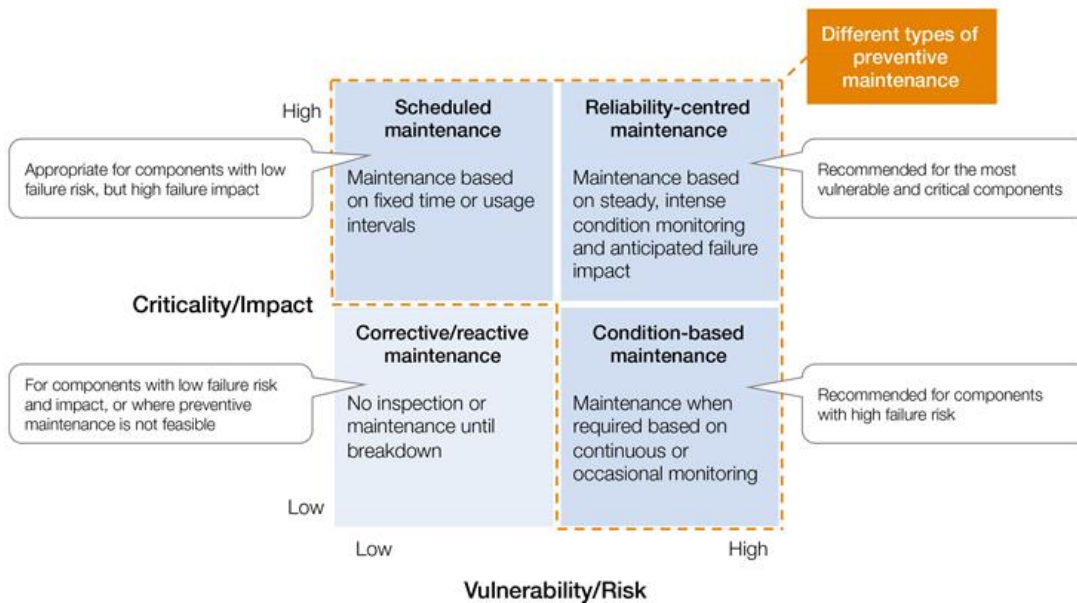 Different types of
preventive
maintenance
High
Scheduled
maintenance
Maintenance based
on fixed time or usage
intervals
Reliability-centred
maintenance
Maintenance based
on steady, intense
condition monitoring
and anticipated failure
impact
Appropriate for components with low
failure risk, but high failure impact
Recommended for the most
vulnerable and critical components
Criticality/Impact
Corrective/reactive
maintenance
No inspection or
maintenance until
breakdown
Condition-based
maintenance
Maintenance when
required based on
continuous or
occasional monitoring
For components with low failure risk
and impact, or where preventive
maintenance is not feasible
Recommended for components
with high failure risk
Low
Low
High
Vulnerability/Risk